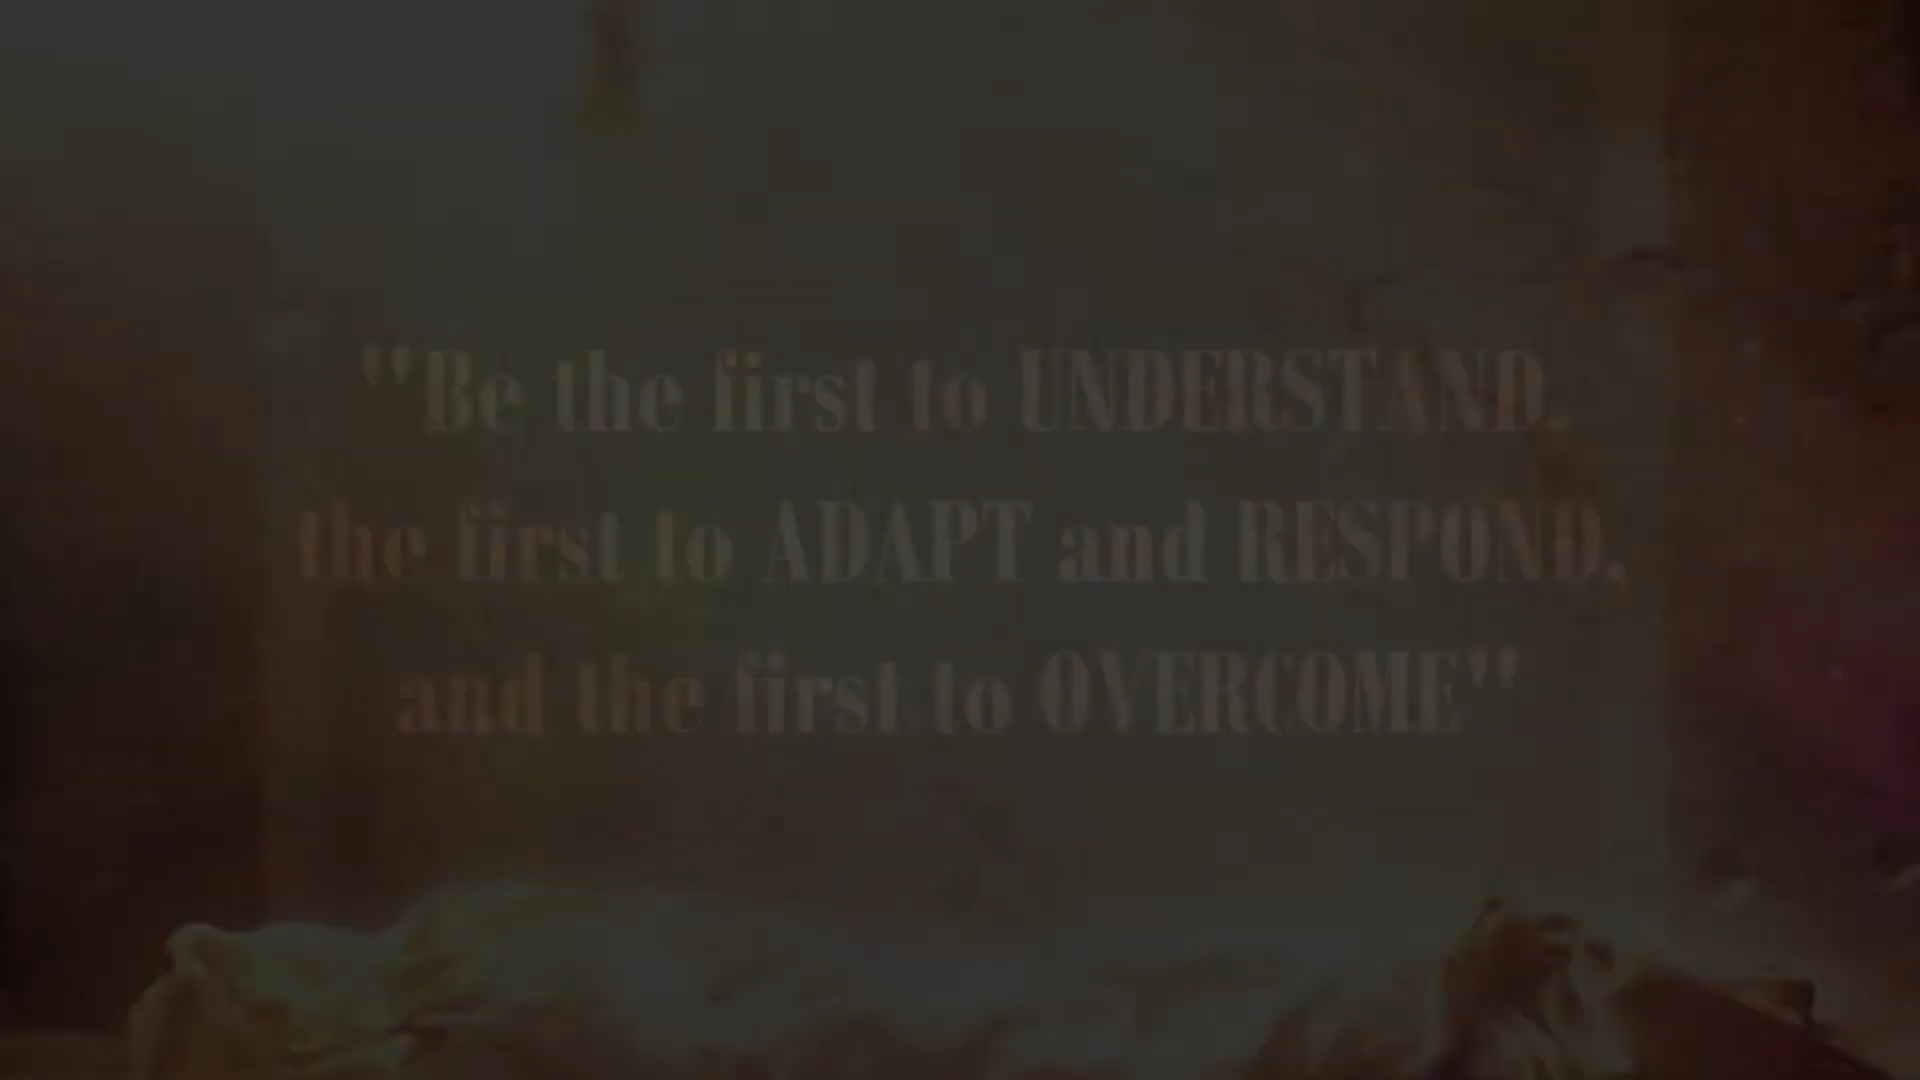 "Be the first to UNDERSTAND,
the first to ADAPT and RESPOND,
and the first to OVERCOME"